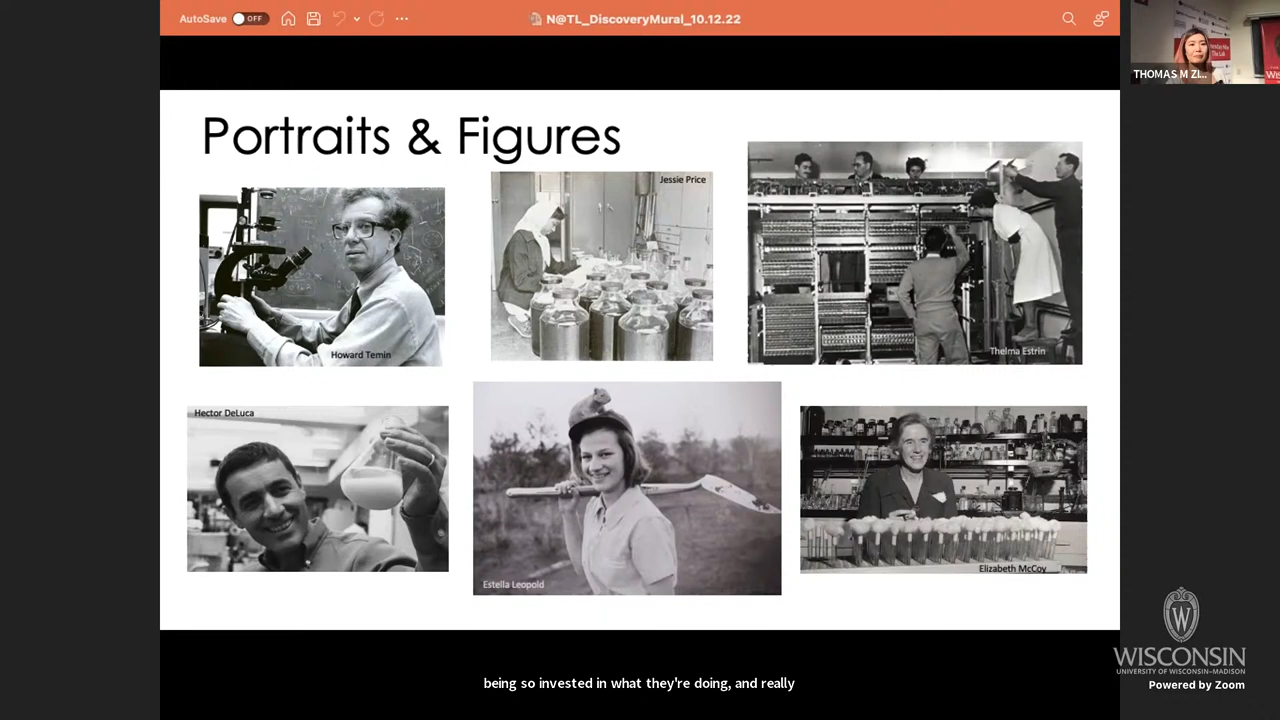 AutoSave OFF
N@TL_DiscoveryMural_10.12.22
THOMAS M ZI...
Portraits & Figures
Howard Temin
Jessie Price
Thelma Estrin
Hector DeLuca
Estella Leopold
Elizabeth McCoy
W
WISCONSIN
UNIVERSITY OF WISCONSIN–MADISON
Powered by Zoom
being so invested in what they're doing, and really